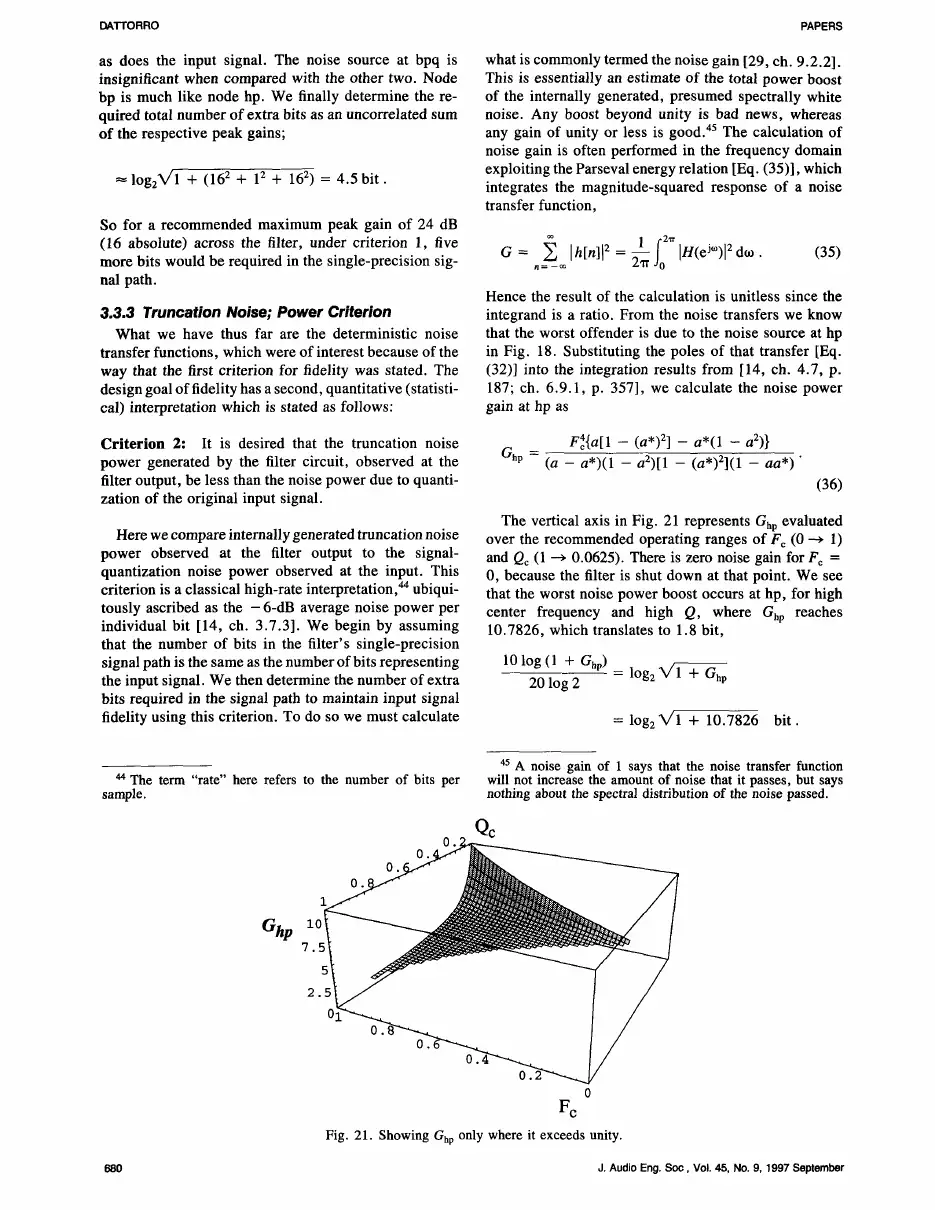 DATTORRO
PAPERS
as does the input signal. The noise source at bpq is
insignificant when compared with the other two. Node
bp is much like node hp. We finally determine the re-
quired total number of extra bits as an uncorrelated sum
of the respective peak gains;
≈ log₂√1 + (16² + 1² + 16²) = 4.5 bit .
So for a recommended maximum peak gain of 24 dB
(16 absolute) across the filter, under criterion 1, five
more bits would be required in the single-precision sig-
nal path.
3.3.3 Truncation Noise; Power Criterion
What we have thus far are the deterministic noise
transfer functions, which were of interest because of the
way that the first criterion for fidelity was stated. The
design goal of fidelity has a second, quantitative (statisti-
cal) interpretation which is stated as follows:
Criterion 2: It is desired that the truncation noise
power generated by the filter circuit, observed at the
filter output, be less than the noise power due to quanti-
zation of the original input signal.
Here we compare internally generated truncation noise
power observed at the filter output to the signal-
quantization noise power observed at the input. This
criterion is a classical high-rate interpretation,⁴⁴ ubiqui-
tously ascribed as the −6-dB average noise power per
individual bit [14, ch. 3.7.3]. We begin by assuming
that the number of bits in the filter's single-precision
signal path is the same as the number of bits representing
the input signal. We then determine the number of extra
bits required in the signal path to maintain input signal
fidelity using this criterion. To do so we must calculate
⁴⁴ The term "rate" here refers to the number of bits per
sample.
what is commonly termed the noise gain [29, ch. 9.2.2].
This is essentially an estimate of the total power boost
of the internally generated, presumed spectrally white
noise. Any boost beyond unity is bad news, whereas
any gain of unity or less is good.⁴⁵ The calculation of
noise gain is often performed in the frequency domain
exploiting the Parseval energy relation [Eq. (35)], which
integrates the magnitude-squared response of a noise
transfer function,
G = ∑_{n=−∞}^{∞} |h[n]|² = 1/2π ∫₀^{2π} |H(e^{jω})|² dω . (35)
Hence the result of the calculation is unitless since the
integrand is a ratio. From the noise transfers we know
that the worst offender is due to the noise source at hp
in Fig. 18. Substituting the poles of that transfer [Eq.
(32)] into the integration results from [14, ch. 4.7, p.
187; ch. 6.9.1, p. 357], we calculate the noise power
gain at hp as
G_hp = F_c⁴{a[1 − (a*)²] − a*(1 − a²)} / (a − a*)(1 − a²)[1 − (a*)²](1 − aa*) .
(36)
The vertical axis in Fig. 21 represents G_hp evaluated
over the recommended operating ranges of F_c (0 → 1)
and Q_c (1 → 0.0625). There is zero noise gain for F_c =
0, because the filter is shut down at that point. We see
that the worst noise power boost occurs at hp, for high
center frequency and high Q, where G_hp reaches
10.7826, which translates to 1.8 bit,
10 log (1 + G_hp) / 20 log 2 = log₂ √1 + G_hp
= log₂ √1 + 10.7826 bit .
⁴⁵ A noise gain of 1 says that the noise transfer function
will not increase the amount of noise that it passes, but says
nothing about the spectral distribution of the noise passed.
Q_c
0.2
0.4
0.6
0.8
1
G_hp
10
7.5
5
2.5
0
1
0.8
0.6
0.4
0.2
0
F_c
Fig. 21. Showing G_hp only where it exceeds unity.
680
J. Audio Eng. Soc, Vol. 45, No. 9, 1997 September